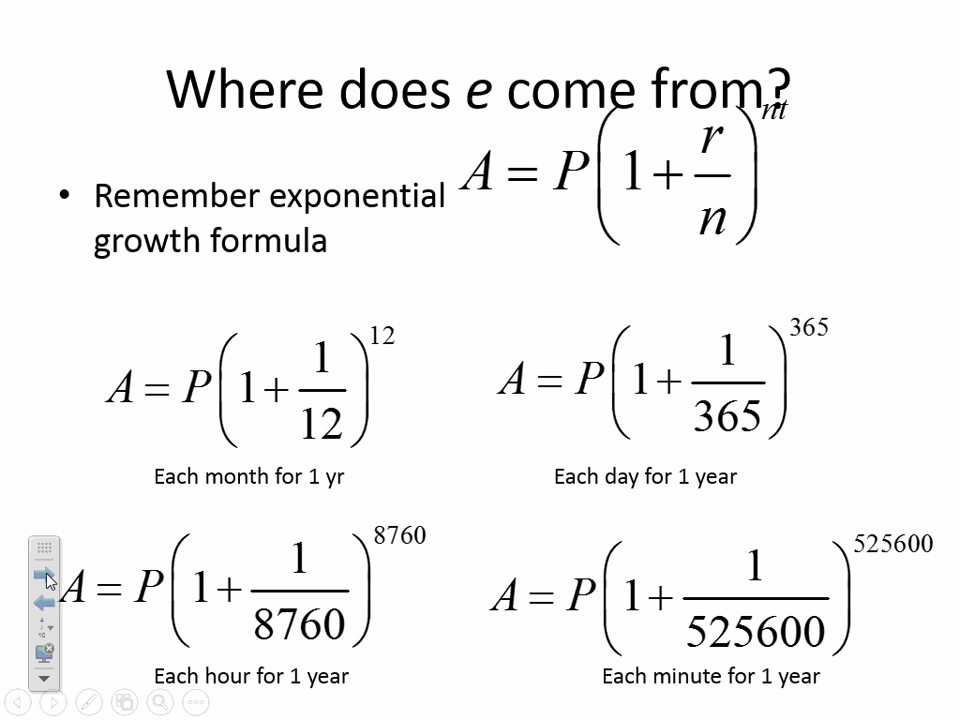 Where does e come from?
• Remember exponential
growth formula
A = P(1 + r/n)^{nt}
A = P(1 + 1/12)^{12}
Each month for 1 yr
A = P(1 + 1/365)^{365}
Each day for 1 year
A = P(1 + 1/8760)^{8760}
Each hour for 1 year
A = P(1 + 1/525600)^{525600}
Each minute for 1 year
4
/
10